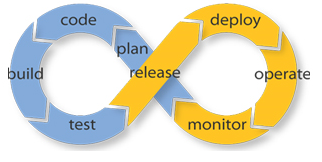 code
deploy
plan
build
release
operate
test
monitor